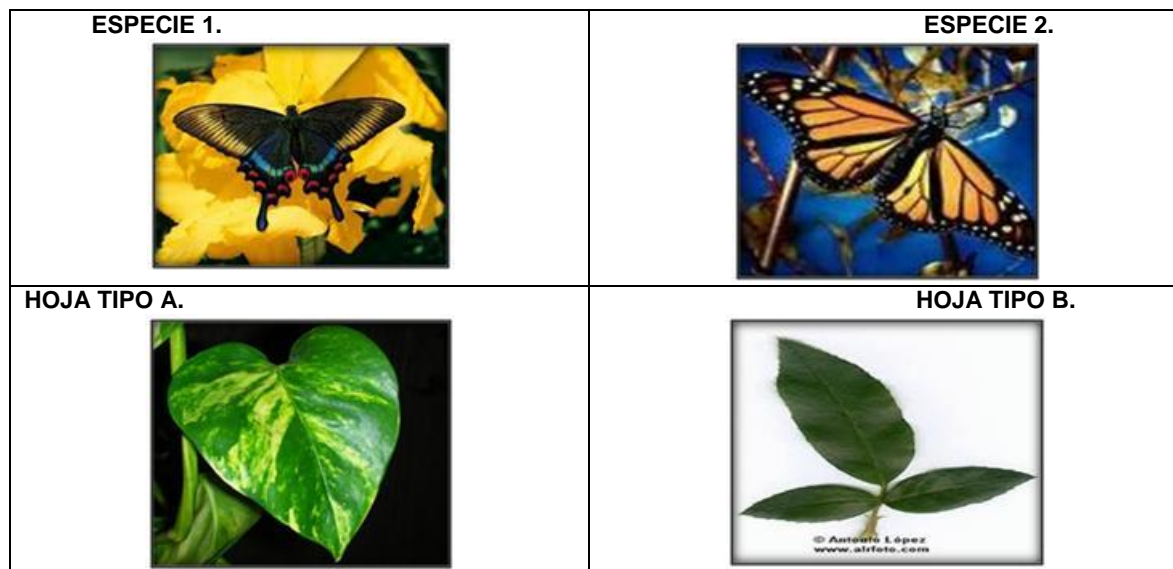 ESPECIE 1.
ESPECIE 2.
HOJA TIPO A.
HOJA TIPO B.
© Antonio López
www.alrfoto.com